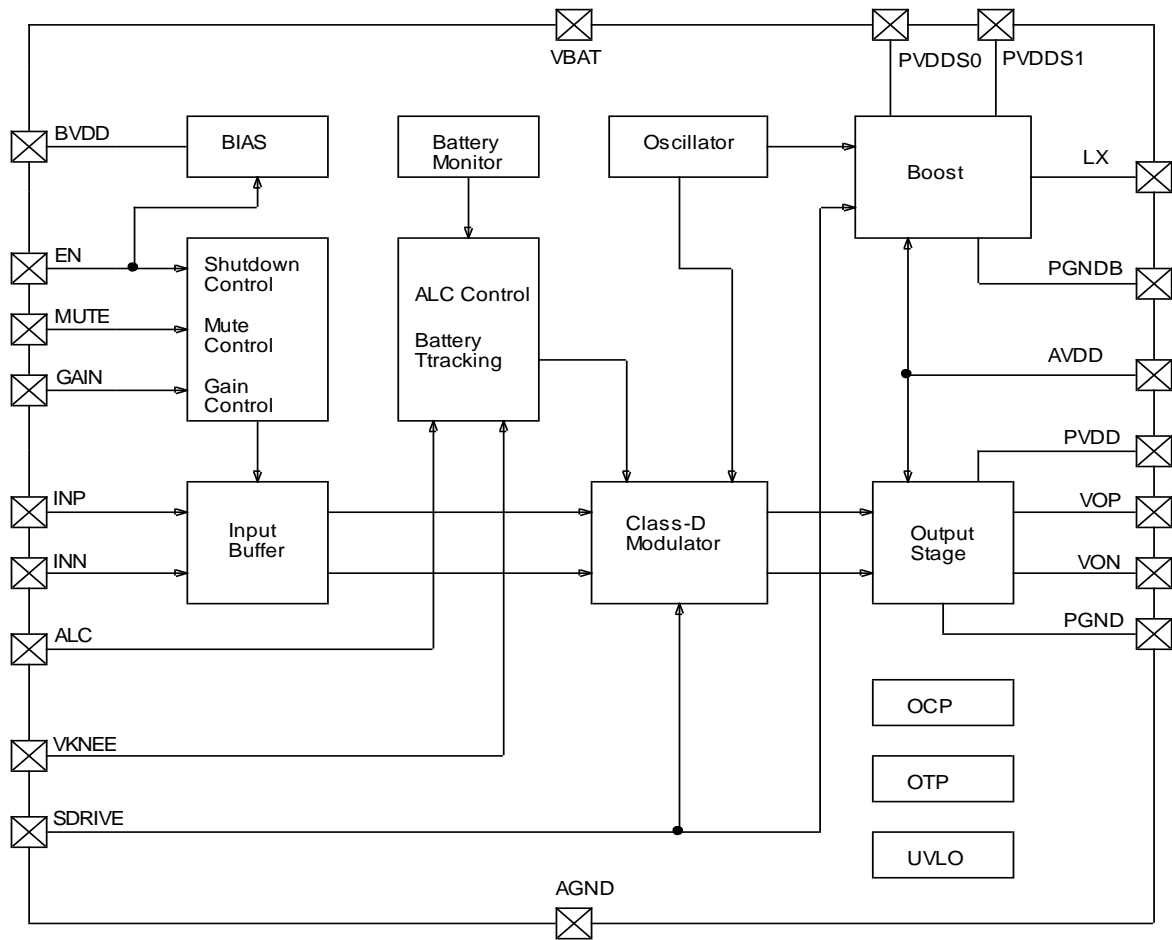 VBAT
PVDDS0
PVDDS1
BVDD
BIAS
Battery
Monitor
Oscillator
Boost
LX
EN
Shutdown
Control
Mute
Control
Gain
Control
ALC Control
Battery
Ttracking
PGNDB
MUTE
GAIN
AVDD
PVDD
INP
INN
Input
Buffer
Class-D
Modulator
Output
Stage
VOP
VON
ALC
PGND
OCP
VKNEE
OTP
SDRIVE
UVLO
AGND